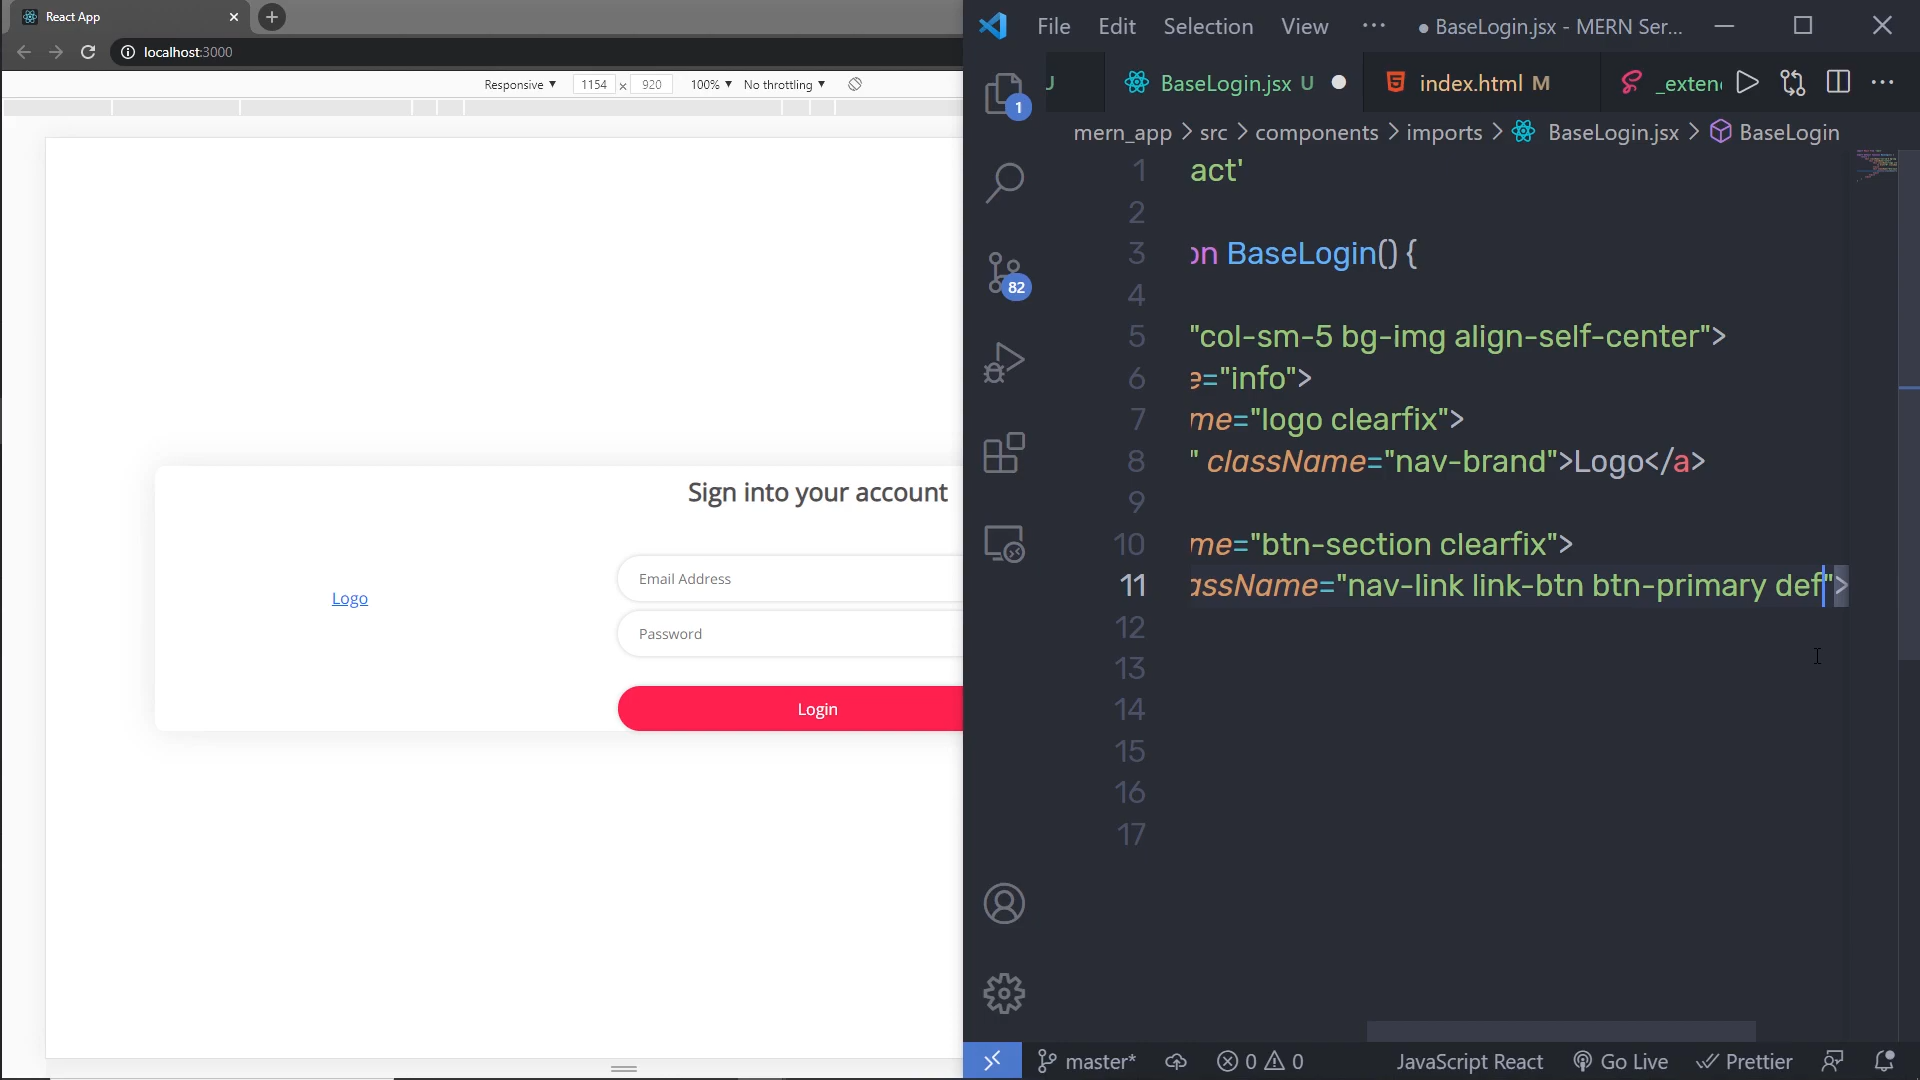 React App
localhost:3000
Responsive 1154 x 920 100% No throttling
Logo
Sign into your account
Email Address
Password
Login
File Edit Selection View ··· ● BaseLogin.jsx - MERN Ser...
U BaseLogin.jsx U ● index.html M _exten
mern_app > src > components > imports > BaseLogin.jsx > BaseLogin
1 act'
2
3 on BaseLogin() {
4
5 "col-sm-5 bg-img align-self-center">
6 e="info">
7 me="logo clearfix">
8 " className="nav-brand">Logo</a>
9
10 me="btn-section clearfix">
11 assName="nav-link link-btn btn-primary def">
12
13
14
15
16
17
1
82
master* 0 0 JavaScript React Go Live Prettier